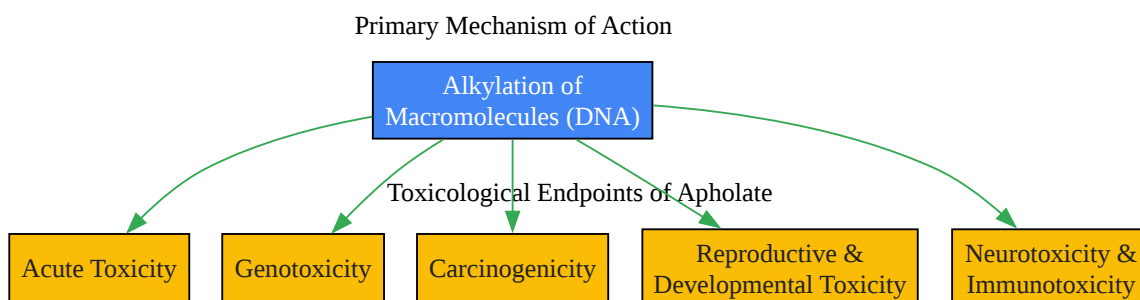 Primary Mechanism of Action
Alkylation of
Macromolecules (DNA)
Toxicological Endpoints of Apholate
Acute Toxicity
Genotoxicity
Carcinogenicity
Reproductive &
Developmental Toxicity
Neurotoxicity &
Immunotoxicity